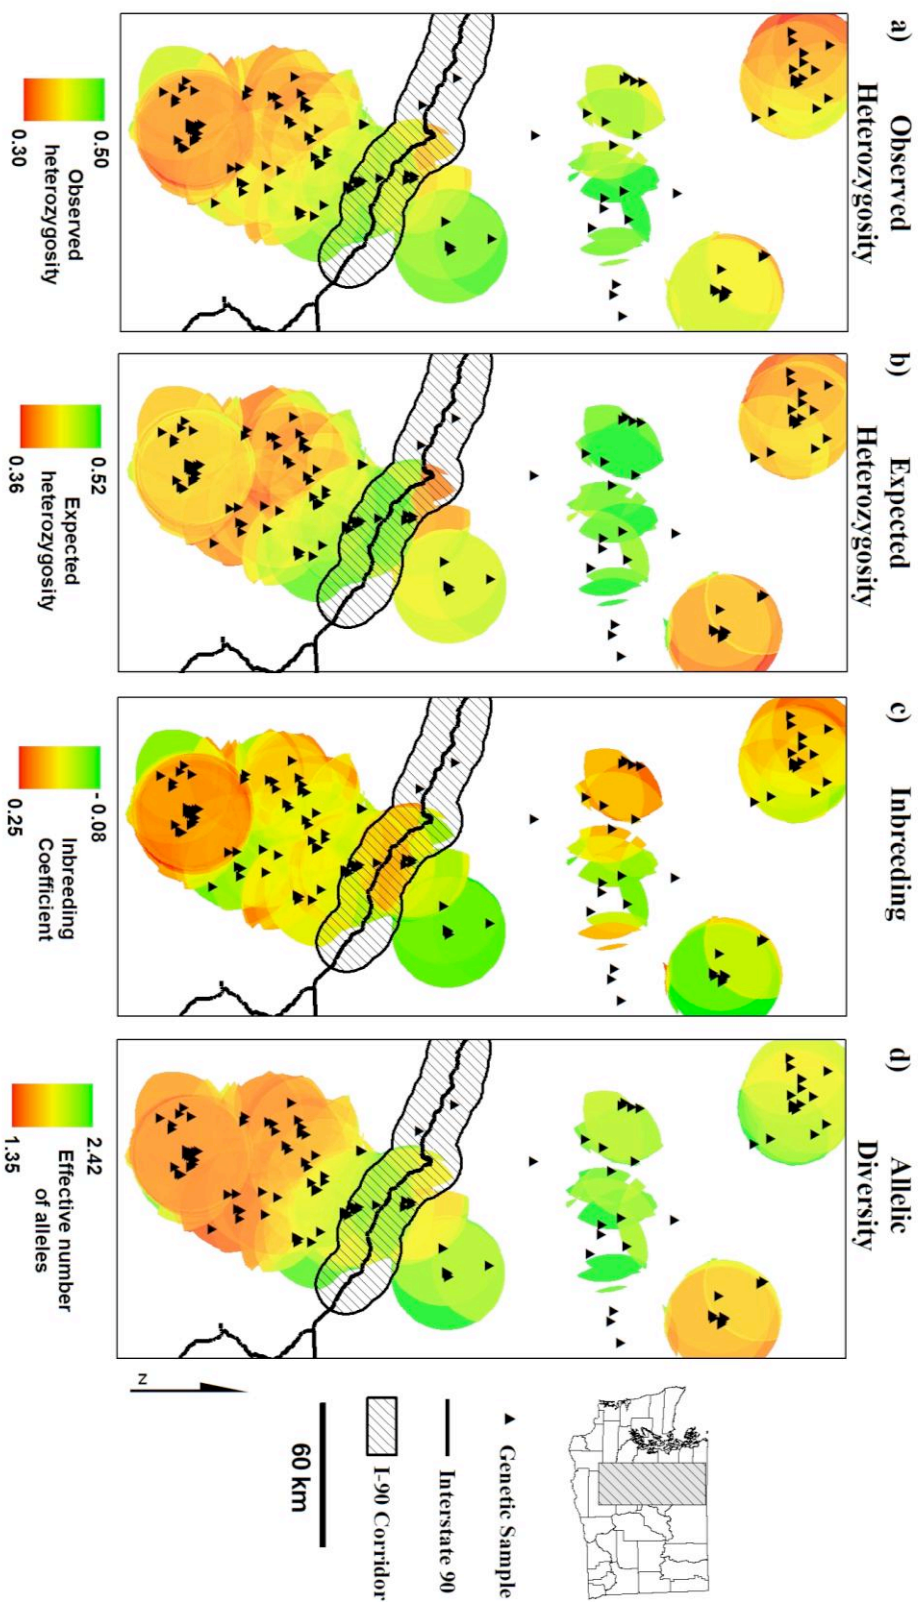 a) Observed
Heterozygosity
0.50
0.30
Observed
heterozygosity
b) Expected
Heterozygosity
0.52
0.36
Expected
heterozygosity
c) Inbreeding
- 0.08
0.25
Inbreeding
Coefficient
d) Allelic
Diversity
2.42
1.35
Effective number
of alleles
Genetic Sample
Interstate 90
I-90 Corridor
60 km
N